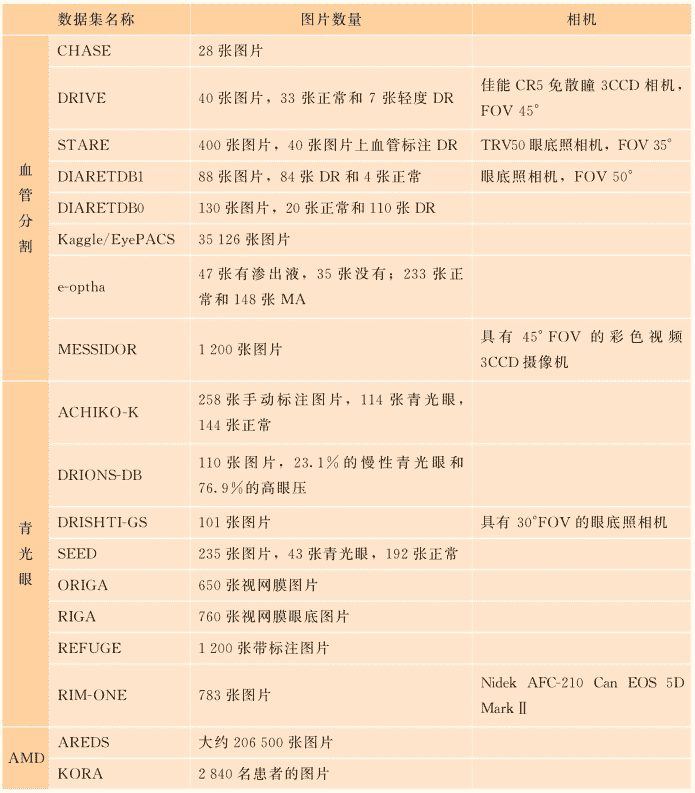 数据集名称 图片数量 相机
血管分割
CHASE 28 张图片
DRIVE 40 张图片，33 张正常和 7 张轻度 DR 佳能 CR5 免散瞳 3CCD 相机，
FOV 45°
STARE 400 张图片，40 张图片上血管标注 DR TRV50 眼底照相机，FOV 35°
DIARETDB1 88 张图片，84 张 DR 和 4 张正常 眼底照相机，FOV 50°
DIARETDB0 130 张图片，20 张正常和 110 张 DR
Kaggle/EyePACS 35 126 张图片
e-optha 47 张有渗出液，35 张没有；233 张正
常和 148 张 MA
MESSIDOR 1 200 张图片 具有 45°FOV 的彩色视频
3CCD 摄像机
青光眼
ACHIKO-K 258 张手动标注图片，114 张青光眼，
144 张正常
DRIONS-DB 110 张图片，23.1%的慢性青光眼和
76.9%的高眼压
DRISHTI-GS 101 张图片 具有 30°FOV 的眼底照相机
SEED 235 张图片，43 张青光眼，192 张正常
ORIGA 650 张视网膜图片
RIGA 760 张视网膜眼底图片
REFUGE 1 200 张带标注图片
RIM-ONE 783 张图片 Nidek AFC-210 Can EOS 5D
Mark Ⅱ
AMD
AREDS 大约 206 500 张图片
KORA 2 840 名患者的图片